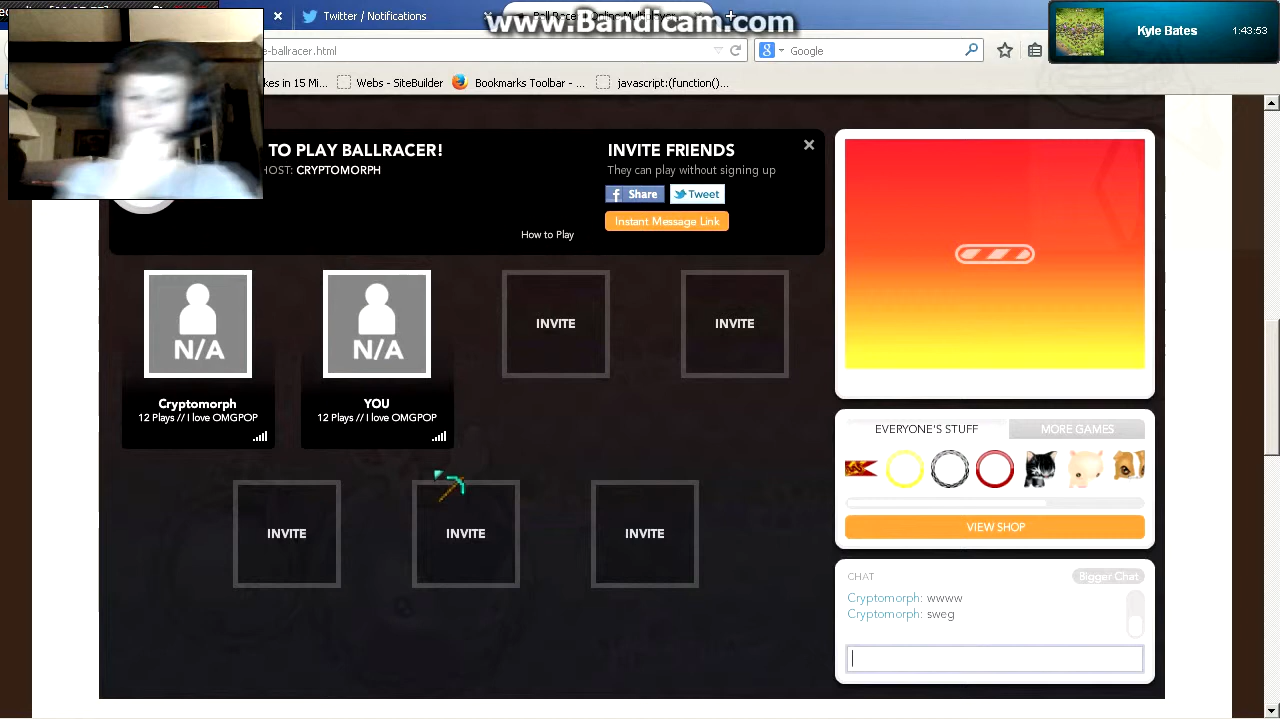 Twitter / Notifications
www.Bandicam.com
Kyle Bates
1:43:53
e-ballracer.html
Google
kes in 15 Mi...
Webs - SiteBuilder
Bookmarks Toolbar - ...
javascript:(function()...
TO PLAY BALLRACER!
HOST: CRYPTOMORPH
How to Play
INVITE FRIENDS
They can play without signing up
f Share
Tweet
Instant Message Link
N/A
Cryptomorph
12 Plays // I love OMGPOP
N/A
YOU
12 Plays // I love OMGPOP
INVITE
INVITE
INVITE
INVITE
INVITE
EVERYONE'S STUFF
MORE GAMES
VIEW SHOP
CHAT
Bigger Chat
Cryptomorph: wwww
Cryptomorph: sweg